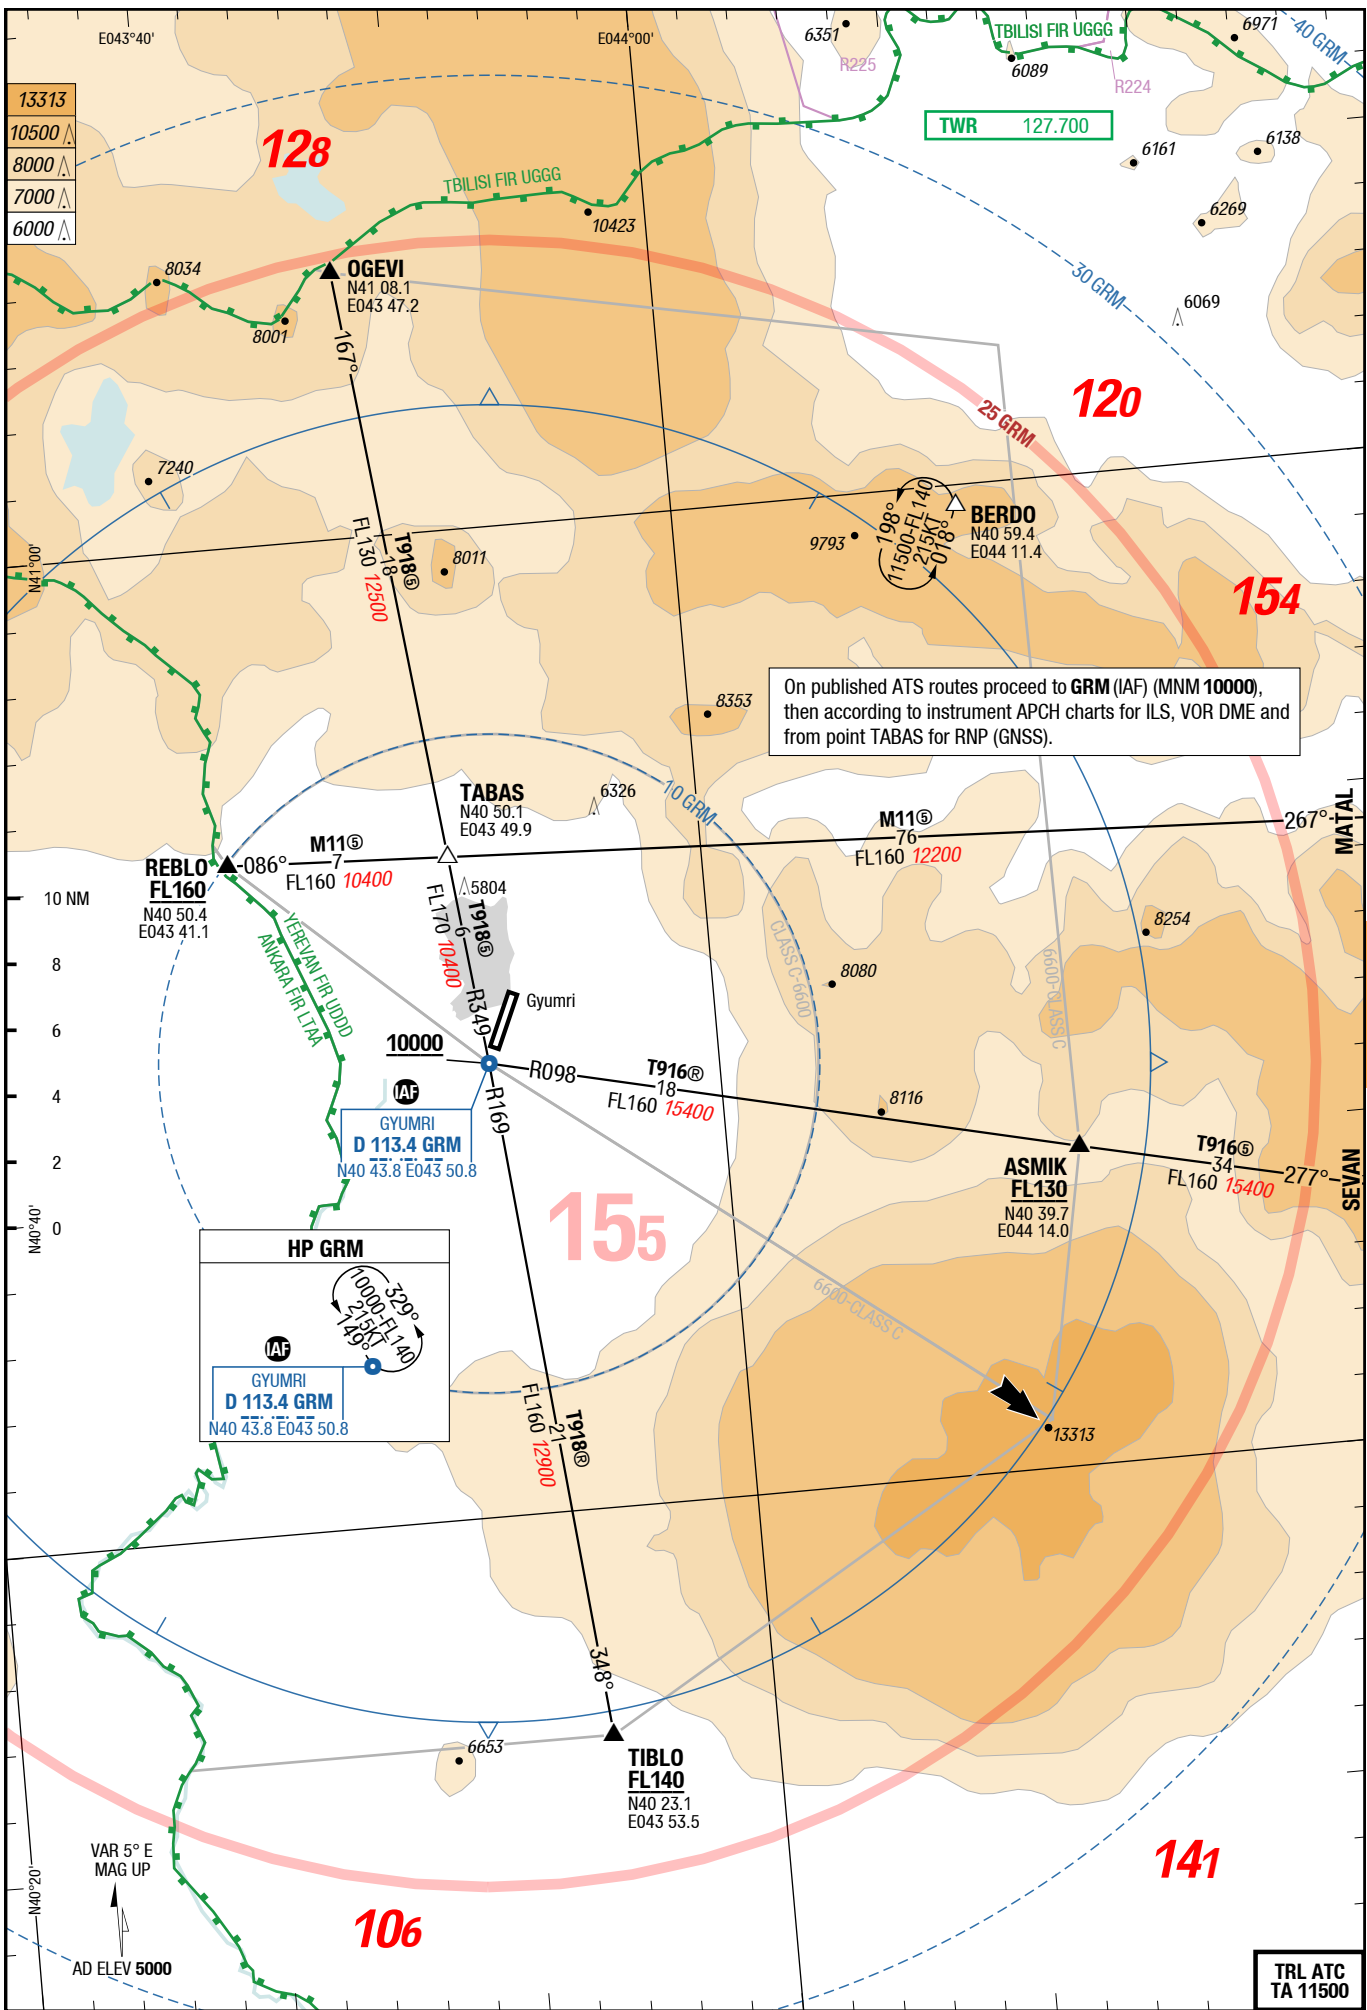 E043°40'
E044°00'
6351
R225
TBILISI FIR UGGG
6089
R224
6971
40 GRM
13313
10500
8000
7000
6000
128
TWR 127.700
6161
6138
TBILISI FIR UGGG
10423
6269
8034
OGEVI
N41 08.1
E043 47.2
8001
30 GRM
6069
167°
120
25 GRM
7240
198°
11500-FL140
215KT
018°
BERDO
N40 59.4
E044 11.4
9793
T918⑤
18
FL130 12500
8011
N41°00'
154
On published ATS routes proceed to GRM (IAF) (MNM 10000),
then according to instrument APCH charts for ILS, VOR DME and
from point TABAS for RNP (GNSS).
8353
TABAS
N40 50.1
E043 49.9
6326
10 GRM
M11⑤
7
FL160 10400
086°
REBLO
FL160
N40 50.4
E043 41.1
M11⑤
76
FL160 12200
267°
MATAL
5804
T918⑤
6
FL170 10400
R349
10 NM
8
6
4
2
0
YEREVAN FIR UDDD
ANKARA FIR LTAA
CLASS C-6600
8080
8254
6600-CLASS C
Gyumri
10000
R098
T916Ⓡ
18
FL160 15400
8116
IAF
GYUMRI
D 113.4 GRM
N40 43.8 E043 50.8
R169
ASMIK
FL130
N40 39.7
E044 14.0
T916⑤
34
FL160 15400
277°
SEVAN
N40°40'
155
HP GRM
329°
10000-FL140
215KT
149°
IAF
GYUMRI
D 113.4 GRM
N40 43.8 E043 50.8
6600-CLASS C
T918Ⓡ
21
FL160 12900
13313
348°
6653
TIBLO
FL140
N40 23.1
E043 53.5
VAR 5° E
MAG UP
N40°20'
AD ELEV 5000
106
141
TRL ATC
TA 11500